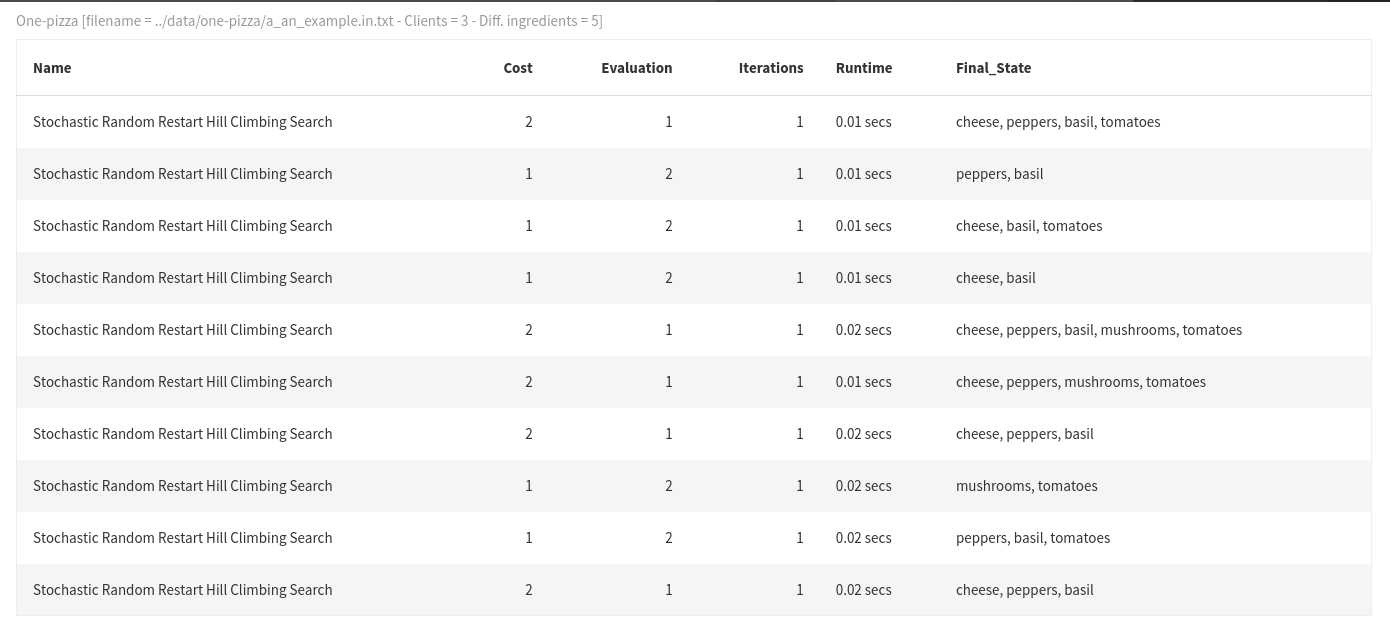 One-pizza [filename = ../data/one-pizza/a_an_example.in.txt - Clients = 3 - Diff. ingredients = 5]
Name Cost Evaluation Iterations Runtime Final_State
Stochastic Random Restart Hill Climbing Search 2 1 1 0.01 secs cheese, peppers, basil, tomatoes
Stochastic Random Restart Hill Climbing Search 1 2 1 0.01 secs peppers, basil
Stochastic Random Restart Hill Climbing Search 1 2 1 0.01 secs cheese, basil, tomatoes
Stochastic Random Restart Hill Climbing Search 1 2 1 0.01 secs cheese, basil
Stochastic Random Restart Hill Climbing Search 2 1 1 0.02 secs cheese, peppers, basil, mushrooms, tomatoes
Stochastic Random Restart Hill Climbing Search 2 1 1 0.01 secs cheese, peppers, mushrooms, tomatoes
Stochastic Random Restart Hill Climbing Search 2 1 1 0.02 secs cheese, peppers, basil
Stochastic Random Restart Hill Climbing Search 1 2 1 0.02 secs mushrooms, tomatoes
Stochastic Random Restart Hill Climbing Search 1 2 1 0.02 secs peppers, basil, tomatoes
Stochastic Random Restart Hill Climbing Search 2 1 1 0.02 secs cheese, peppers, basil